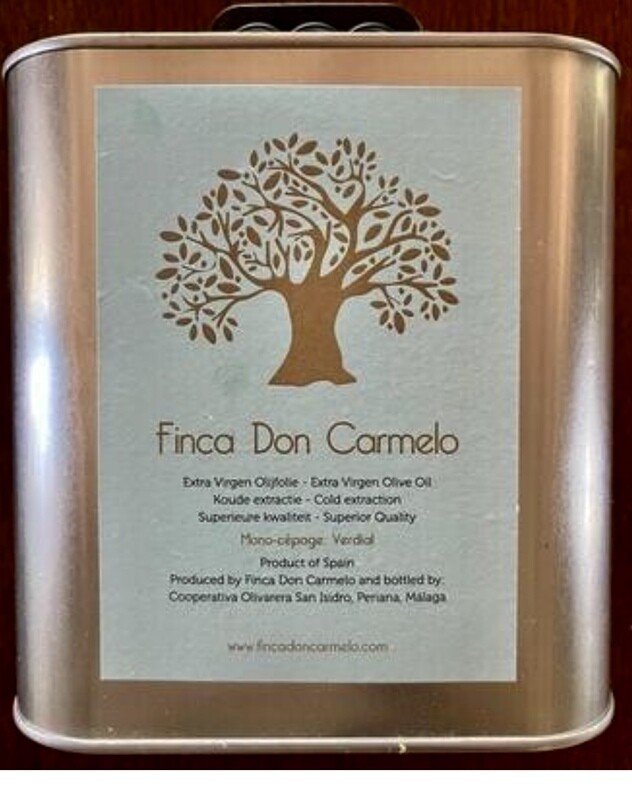 Finca Don Carmelo
Extra Virgen Olijfolie - Extra Virgen Olive Oil
Koude extractie - Cold extraction
Superieure kwaliteit - Superior Quality
Mono-cépage: Verdial
Product of Spain
Produced by Finca Don Carmelo and bottled by:
Cooperativa Olivarera San Isidro, Periana, Málaga
www.fincadoncarmelo.com